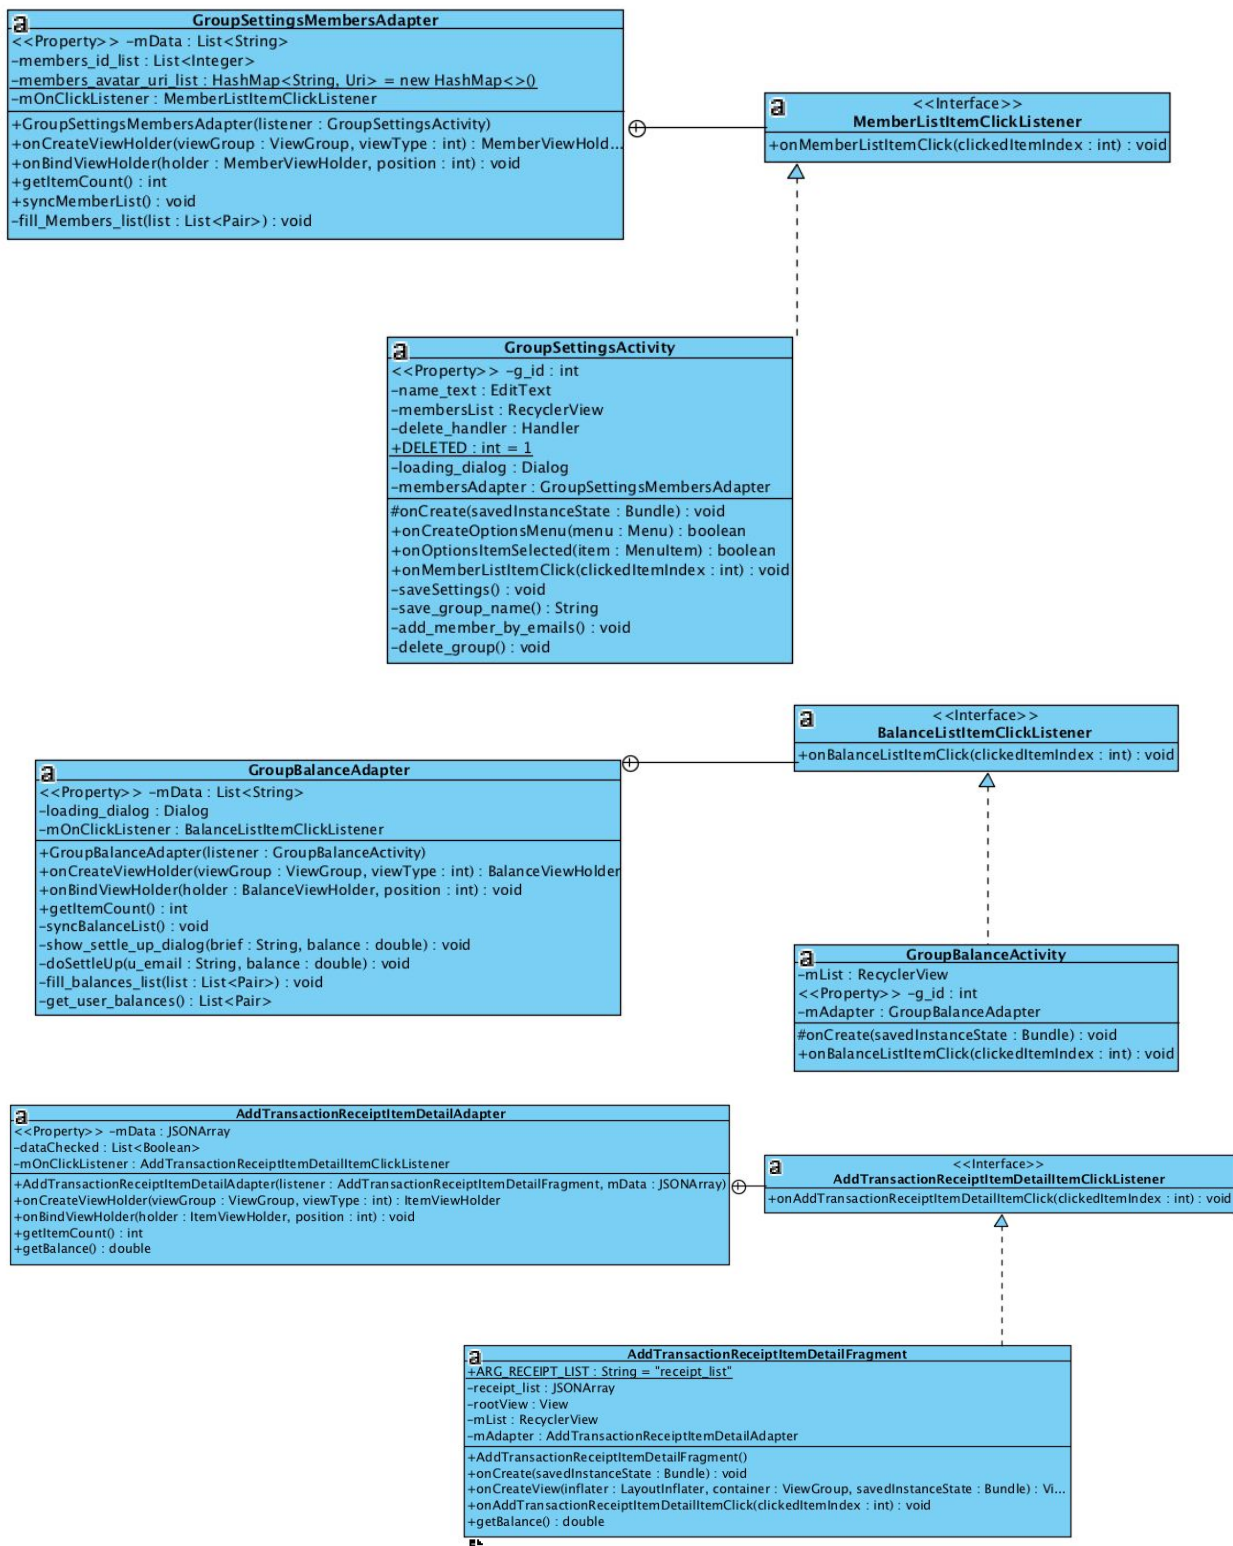 a
GroupSettingsMembersAdapter
<<Property>> -mData : List<String>
-members_id_list : List<Integer>
-members_avatar_uri_list : HashMap<String, Uri> = new HashMap<>()
-mOnClickListener : MemberListItemClickListener
+GroupSettingsMembersAdapter(listener : GroupSettingsActivity)
+onCreateViewHolder(viewGroup : ViewGroup, viewType : int) : MemberViewHold...
+onBindViewHolder(holder : MemberViewHolder, position : int) : void
+getItemCount() : int
+syncMemberList() : void
-fill_Members_list(list : List<Pair>) : void
a
<<Interface>>
MemberListItemClickListener
+onMemberListItemClick(clickedItemIndex : int) : void
a
GroupSettingsActivity
<<Property>> -g_id : int
-name_text : EditText
-membersList : RecyclerView
-delete_handler : Handler
+DELETED : int = 1
-loading_dialog : Dialog
-membersAdapter : GroupSettingsMembersAdapter
#onCreate(savedInstanceState : Bundle) : void
+onCreateOptionsMenu(menu : Menu) : boolean
+onOptionsItemSelected(item : MenuItem) : boolean
+onMemberListItemClick(clickedItemIndex : int) : void
-saveSettings() : void
-save_group_name() : String
-add_member_by_emails() : void
-delete_group() : void
a
<<Interface>>
BalanceListItemClickListener
+onBalanceListItemClick(clickedItemIndex : int) : void
a
GroupBalanceAdapter
<<Property>> -mData : List<String>
-loading_dialog : Dialog
-mOnClickListener : BalanceListItemClickListener
+GroupBalanceAdapter(listener : GroupBalanceActivity)
+onCreateViewHolder(viewGroup : ViewGroup, viewType : int) : BalanceViewHolder
+onBindViewHolder(holder : BalanceViewHolder, position : int) : void
+getItemCount() : int
-syncBalanceList() : void
-show_settle_up_dialog(brief : String, balance : double) : void
-doSettleUp(u_email : String, balance : double) : void
-fill_balances_list(list : List<Pair>) : void
-get_user_balances() : List<Pair>
a
GroupBalanceActivity
-mList : RecyclerView
<<Property>> -g_id : int
-mAdapter : GroupBalanceAdapter
#onCreate(savedInstanceState : Bundle) : void
+onBalanceListItemClick(clickedItemIndex : int) : void
a
AddTransactionReceiptItemDetailAdapter
<<Property>> -mData : JSONArray
-dataChecked : List<Boolean>
-mOnClickListener : AddTransactionReceiptItemDetailItemClickListener
+AddTransactionReceiptItemDetailAdapter(listener : AddTransactionReceiptItemDetailFragment, mData : JSONArray)
+onCreateViewHolder(viewGroup : ViewGroup, viewType : int) : ItemViewHolder
+onBindViewHolder(holder : ItemViewHolder, position : int) : void
+getItemCount() : int
+getBalance() : double
a
<<Interface>>
AddTransactionReceiptItemDetailItemClickListener
+onAddTransactionReceiptItemDetailItemClick(clickedItemIndex : int) : void
a
AddTransactionReceiptItemDetailFragment
+ARG_RECEIPT_LIST : String = "receipt_list"
-receipt_list : JSONArray
-rootView : View
-mList : RecyclerView
-mAdapter : AddTransactionReceiptItemDetailAdapter
+AddTransactionReceiptItemDetailFragment()
+onCreate(savedInstanceState : Bundle) : void
+onCreateView(inflater : LayoutInflater, container : ViewGroup, savedInstanceState : Bundle) : Vi...
+onAddTransactionReceiptItemDetailItemClick(clickedItemIndex : int) : void
+getBalance() : double